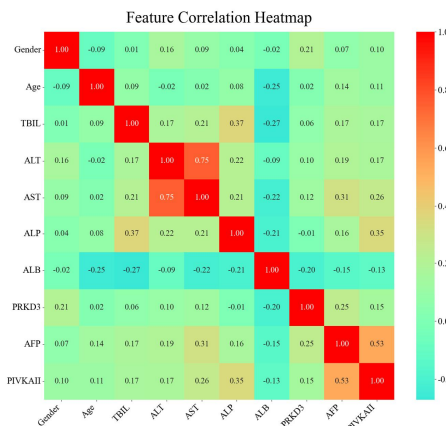 Feature Correlation Heatmap
Gender 1.00 -0.09 0.01 0.16 0.09 0.04 -0.02 0.21 0.07 0.10
Age -0.09 1.00 0.09 -0.02 0.02 0.08 -0.25 0.02 0.14 0.11
TBIL 0.01 0.09 1.00 0.17 0.21 0.37 -0.27 0.06 0.17 0.17
ALT 0.16 -0.02 0.17 1.00 0.75 0.22 -0.09 0.10 0.19 0.17
AST 0.09 0.02 0.21 0.75 1.00 0.21 -0.22 0.12 0.31 0.26
ALP 0.04 0.08 0.37 0.22 0.21 1.00 -0.21 -0.01 0.16 0.35
ALB -0.02 -0.25 -0.27 -0.09 -0.22 -0.21 1.00 -0.20 -0.15 -0.13
PRKD3 0.21 0.02 0.06 0.10 0.12 -0.01 -0.20 1.00 0.25 0.15
AFP 0.07 0.14 0.17 0.19 0.31 0.16 -0.15 0.25 1.00 0.53
PIVKAII 0.10 0.11 0.17 0.17 0.26 0.35 -0.13 0.15 0.53 1.00
Gender Age TBIL ALT AST ALP ALB PRKD3 AFP PIVKAII